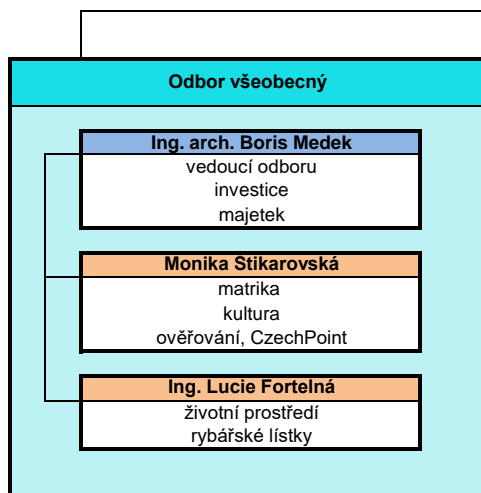 Odbor všeobecný
Ing. arch. Boris Medek
vedoucí odboru
investice
majetek
Monika Stikarovská
matrika
kultura
ověřování, CzechPoint
Ing. Lucie Fortelná
životní prostředí
rybářské lístky